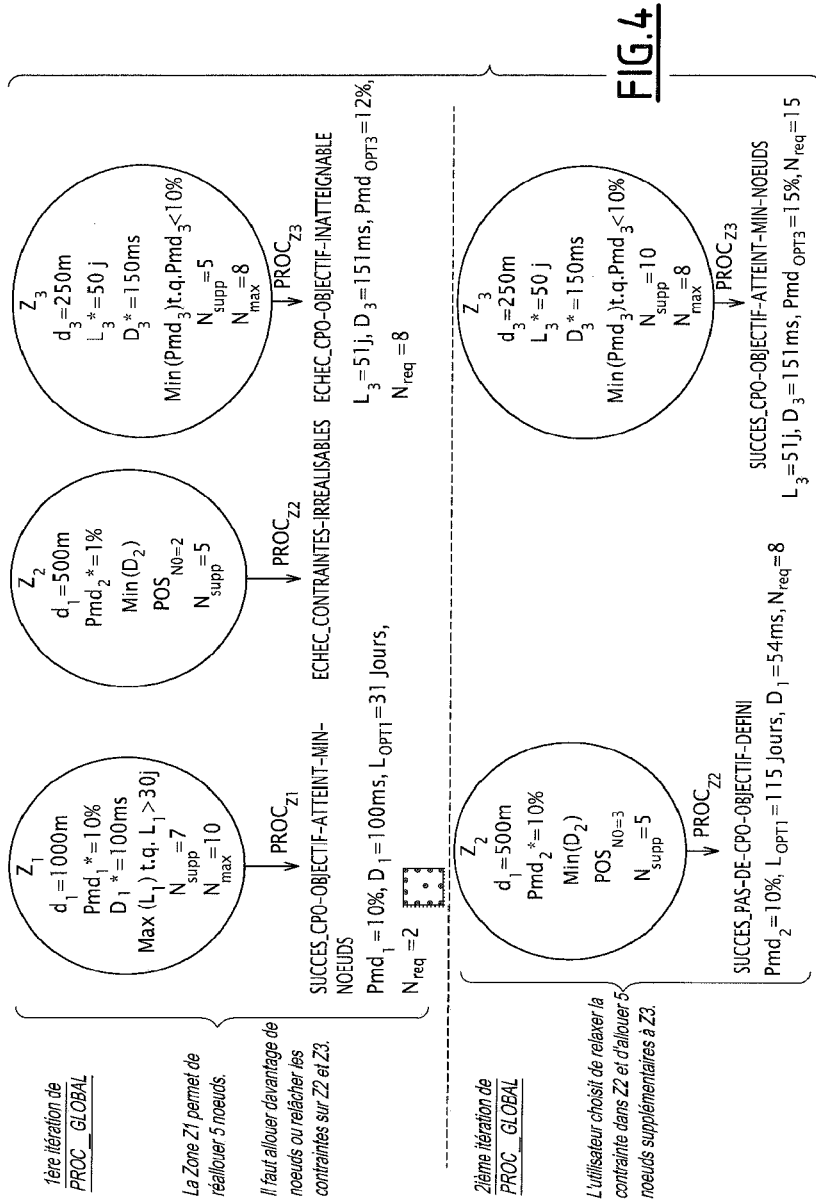 1ère itération de
PROC_GLOBAL
La Zone Z1 permet de
réallouer 5 noeuds.
Il faut allouer davantage de
noeuds ou relâcher les
contraintes sur Z2 et Z3.
Z1
d1=1000m
Pmd1*=10%
D1*=100ms
Max (L1) t.q. L1>30j
Nsupp=7
Nmax=10
PROCZ1
SUCCES_CPO-OBJECTIF-ATTEINT-MIN-
NOEUDS
Pmd1=10%, D1=100ms, LOPT1=31 Jours,
Nreq=2
Z2
d1=500m
Pmd2*=1%
Min(D2)
POS N0=2
Nsupp=5
PROCZ2
ECHEC_CONTRAINTES-IRREALISABLES
Z3
d3=250m
L3*=50 j
D3*=150ms
Min(Pmd3)t.q.Pmd3<10%
Nsupp=5
Nmax=8
PROCZ3
ECHEC_CPO-OBJECTIF-INATTEIGNABLE
L3=51j, D3=151ms, Pmd OPT3=12%,
Nreq=8
2ième itération de
PROC_GLOBAL
L'utilisateur choisit de relaxer la
contrainte dans Z2 et d'allouer 5
noeuds supplémentaires à Z3.
Z2
d1=500m
Pmd2*=10%
Min(D2)
POS N0=3
Nsupp=5
PROCZ2
SUCCES_PAS-DE-CPO-OBJECTIF-DEFINI
Pmd2=10%, LOPT1=115 Jours, D1=54ms, Nreq=8
Z3
d3=250m
L3*=50 j
D3*=150ms
Min(Pmd3)t.q.Pmd3<10%
Nsupp=10
Nmax=8
PROCZ3
SUCCES_CPO-OBJECTIF-ATTEINT-MIN-NOEUDS
L3=51j, D3=151ms, Pmd OPT3=15%, Nreq=15
FIG.4